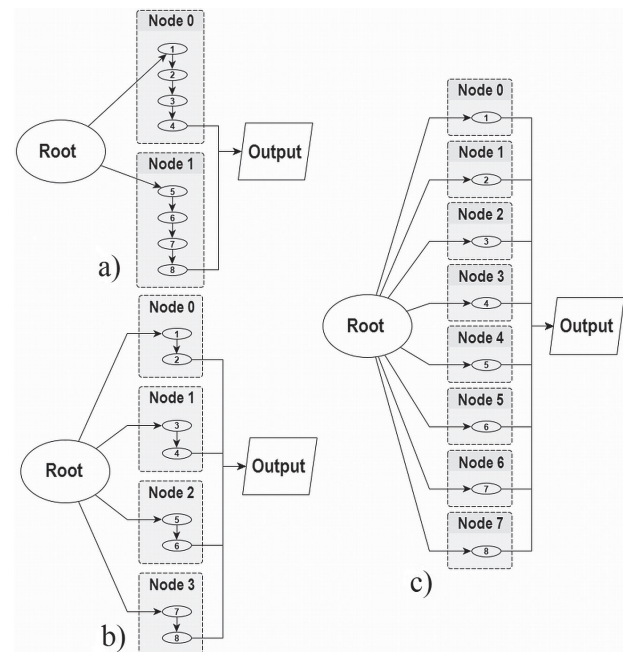 Node 0
1
2
3
4
Root
Output
Node 1
5
6
7
8
a)
Node 0
1
2
Node 1
3
4
Root
Output
Node 2
5
6
Node 3
7
8
b)
Node 0
1
Node 1
2
Node 2
3
Node 3
4
Root
Output
Node 4
5
Node 5
6
Node 6
7
Node 7
8
c)